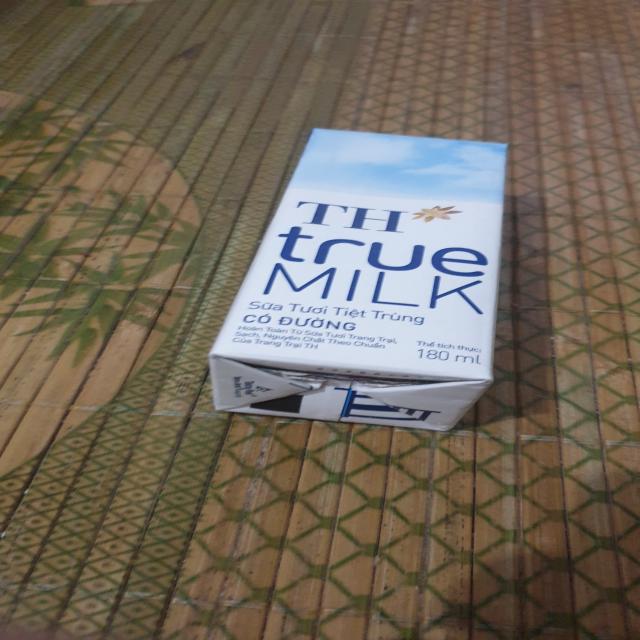 TH
true
MILK
Sữa Tươi Tiệt Trùng
CÓ ĐƯỜNG
Hoàn Toàn Từ Sữa Tươi Trang Trại,
Sạch, Nguyên Chất Theo Chuẩn
Của Trang Trại TH
Thể tích thực
180 ml